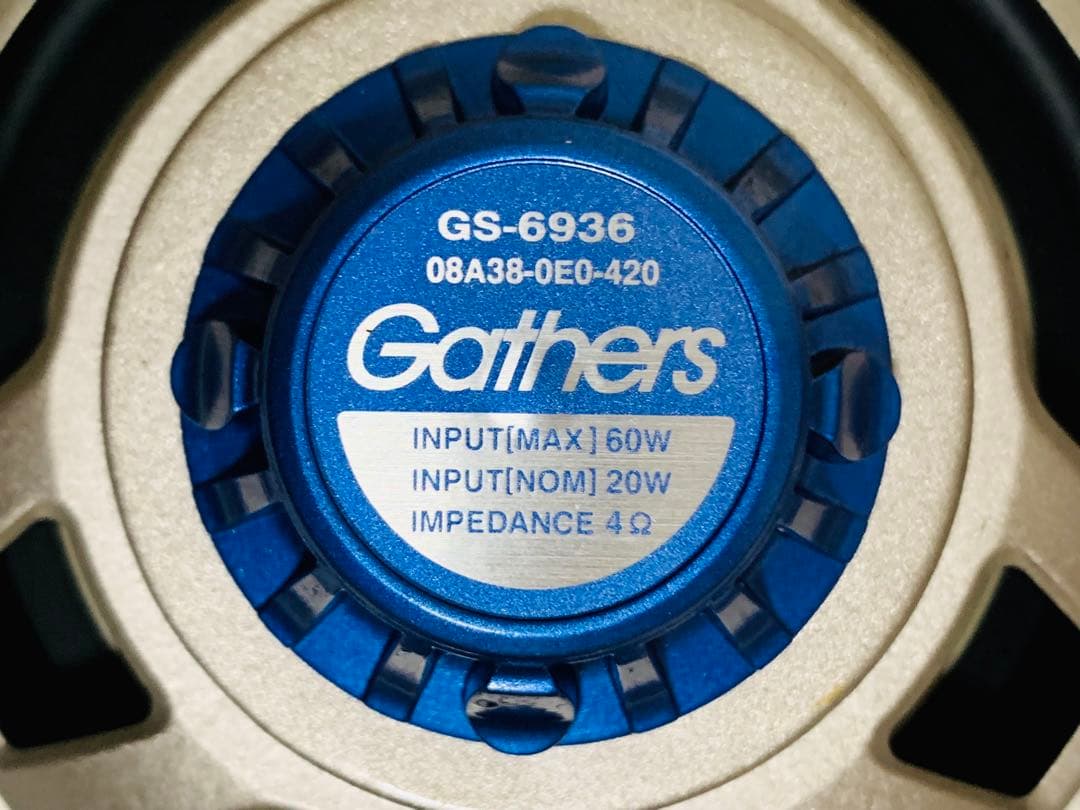 GS-6936
08A38-0E0-420
Gathers
INPUT[MAX] 60W
INPUT[NOM] 20W
IMPEDANCE 4Ω